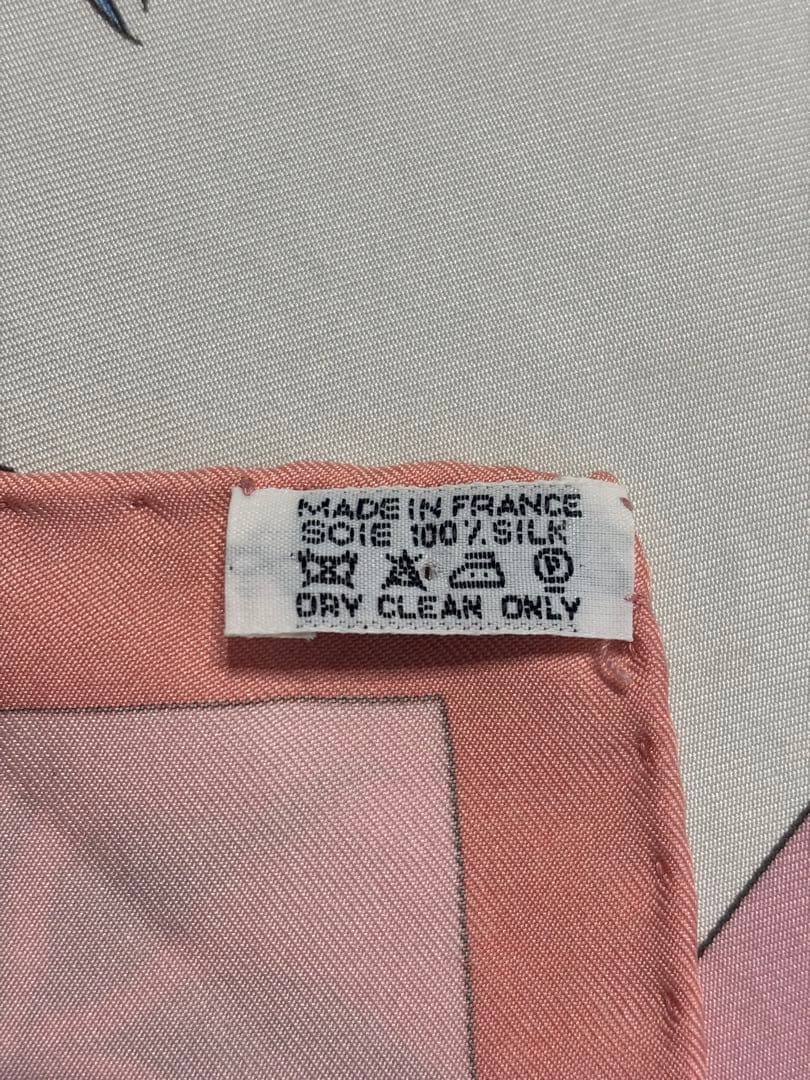 MADE IN FRANCE
SOIE 100% SILK
P
DRY CLEAN ONLY